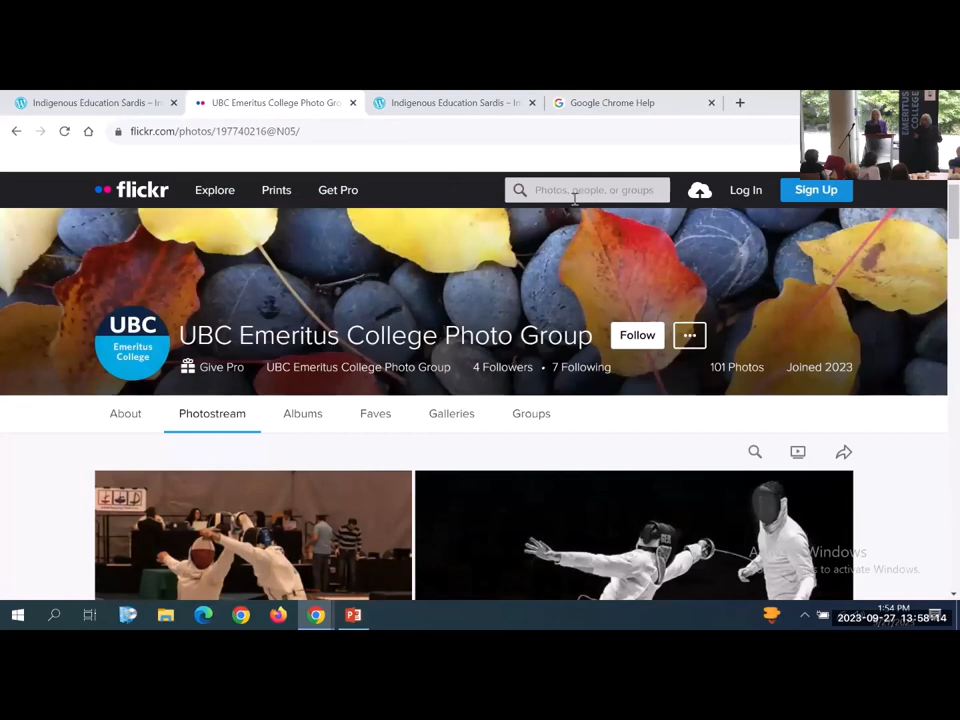 Indigenous Education Sardis – In
UBC Emeritus College Photo Gro
Indigenous Education Sardis – In
Google Chrome Help
flickr.com/photos/197740216@N05/
EMERITUS
COLLEGE
flickr
Explore
Prints
Get Pro
Photos, people, or groups
Log In
Sign Up
UBC
Emeritus
College
UBC Emeritus College Photo Group
Follow
Give Pro
UBC Emeritus College Photo Group
4 Followers • 7 Following
101 Photos
Joined 2023
About
Photostream
Albums
Faves
Galleries
Groups
Windows
to activate Windows.
1:54 PM
2023-09-27 13:58:14